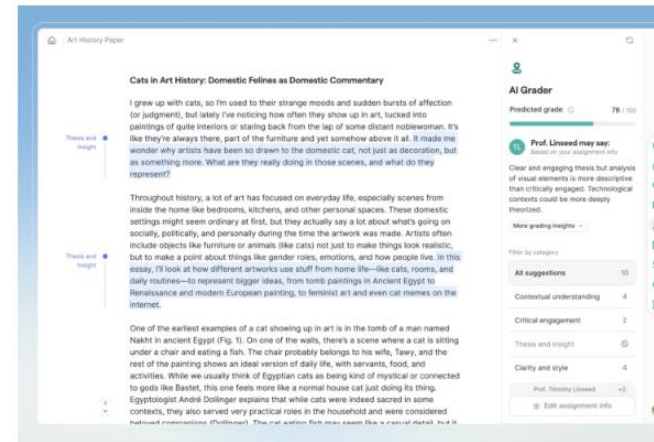 Art History Paper
Cats in Art History: Domestic Felines as Domestic Commentary
I grew up with cats, so I'm used to their strange moods and sudden bursts of affection
(or judgment), but lately I've noticing how often they show up in art, tucked into
paintings of quite interiors or staring back from the lap of some distant noblewoman. It's
like they're always there, part of the furniture and yet somehow above it all. It made me
wonder why artists have been so drawn to the domestic cat, not just as decoration, but
as something more. What are they really doing in those scenes, and what do they
represent?
Thesis and
insight
Throughout history, a lot of art has focused on everyday life, especially scenes from
inside the home like bedrooms, kitchens, and other personal spaces. These domestic
settings might seem ordinary at first, but they actually say a lot about what's going on
socially, politically, and personally during the time the artwork was made. Artists often
include objects like furniture or animals (like cats) not just to make things look realistic,
but to make a point about things like gender roles, emotions, and how people live. In this
essay, I'll look at how different artworks use stuff from home life—like cats, rooms, and
daily routines—to represent bigger ideas, from tomb paintings in Ancient Egypt to
Renaissance and modern European painting, to feminist art and even cat memes on the
internet.
Thesis and
insight
One of the earliest examples of a cat showing up in art is in the tomb of a man named
Nakht in ancient Egypt (Fig. 1). On one of the walls, there's a scene where a cat is sitting
under a chair and eating a fish. The chair probably belongs to his wife, Tawy, and the
rest of the painting shows an ideal version of daily life, with servants, food, and
activities. While we usually think of Egyptian cats as being kind of mystical or connected
to gods like Bastet, this one feels more like a normal house cat just doing its thing.
Egyptologist André Dollinger explains that while cats were indeed sacred in some
contexts, they also served very practical roles in the household and were considered
beloved companions (Dollinger). The cat eating fish may seem like a casual detail, but it
AI Grader
Predicted grade 78 / 100
TL
Prof. Linseed may say:
Based on your assignment info
Clear and engaging thesis but analysis
of visual elements is more descriptive
than critically engaged. Technological
contexts could be more deeply
theorized.
More grading insights
Filter by category
All suggestions 10
Contextual understanding 4
Critical engagement 2
Thesis and insight
Clarity and style 4
Prof. Timothy Linseed +2
Edit assignment info